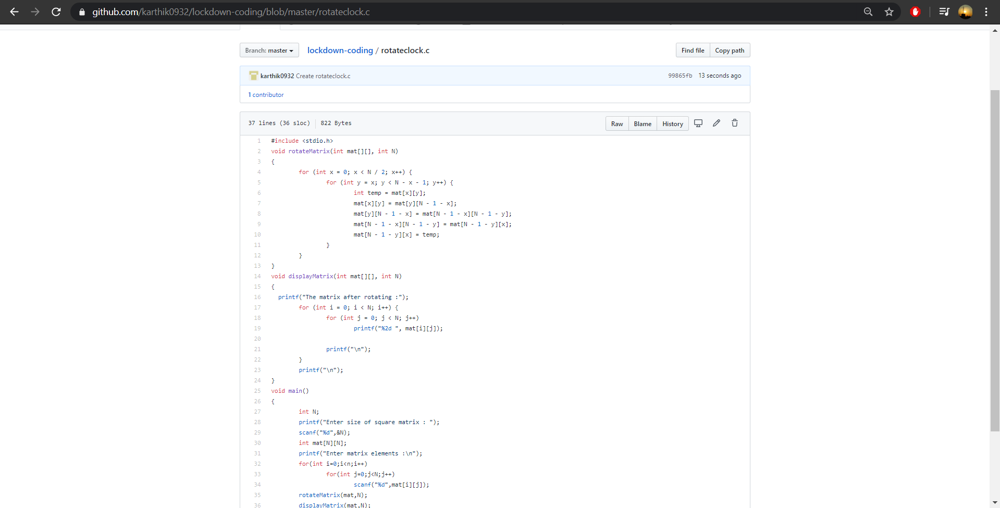 github.com/karthik0932/lockdown-coding/blob/master/rotateclock.c
Branch: master
lockdown-coding / rotateclock.c
Find file
Copy path
karthik0932 Create rotateclock.c
99865fb 13 seconds ago
1 contributor
37 lines (36 sloc) 822 Bytes
Raw
Blame
History
1 #include <stdio.h>
2 void rotateMatrix(int mat[][], int N)
3 {
4 for (int x = 0; x < N / 2; x++) {
5 for (int y = x; y < N - x - 1; y++) {
6 int temp = mat[x][y];
7 mat[x][y] = mat[y][N - 1 - x];
8 mat[y][N - 1 - x] = mat[N - 1 - x][N - 1 - y];
9 mat[N - 1 - x][N - 1 - y] = mat[N - 1 - y][x];
10 mat[N - 1 - y][x] = temp;
11 }
12 }
13 }
14 void displayMatrix(int mat[][], int N)
15 {
16 printf("The matrix after rotating :");
17 for (int i = 0; i < N; i++) {
18 for (int j = 0; j < N; j++)
19 printf("%2d ", mat[i][j]);
20
21 printf("\n");
22 }
23 printf("\n");
24 }
25 void main()
26 {
27 int N;
28 printf("Enter size of square matrix : ");
29 scanf("%d",&N);
30 int mat[N][N];
31 printf("Enter matrix elements :\n");
32 for(int i=0;i<n;i++)
33 for(int j=0;j<N;j++)
34 scanf("%d",mat[i][j]);
35 rotateMatrix(mat,N);
36 displayMatrix(mat,N);